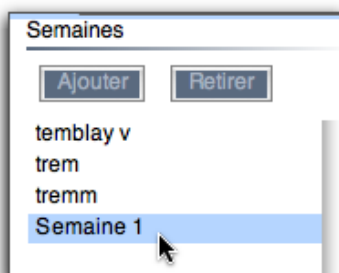 Semaines
Ajouter Retirer
temblay v
trem
tremm
Semaine 1